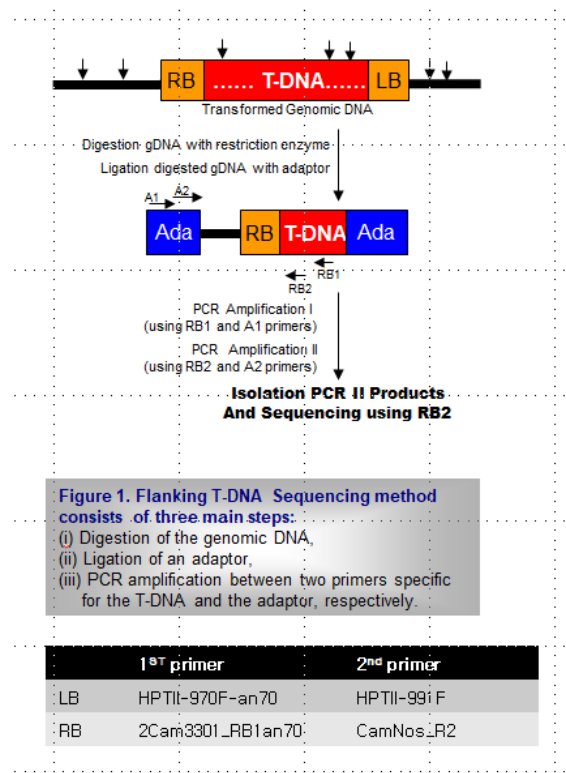 RB ...... T-DNA...... LB
Transformed Genomic DNA
Digestion gDNA with restriction enzyme
Ligation digested gDNA with adaptor
A1 A2
Ada RB T-DNA Ada
RB1
RB2
PCR Amplification I
(using RB1 and A1 primers)
PCR Amplification II
(using RB2 and A2 primers)
Isolation PCR II Products
And Sequencing using RB2
Figure 1. Flanking T-DNA Sequencing method
consists of three main steps:
(i) Digestion of the genomic DNA,
(ii) Ligation of an adaptor,
(iii) PCR amplification between two primers specific
for the T-DNA and the adaptor, respectively.
1ST primer 2nd primer
LB HPTII-970F-an70 HPTII-991F
RB 2Cam3301_RB1an70 CamNos_R2